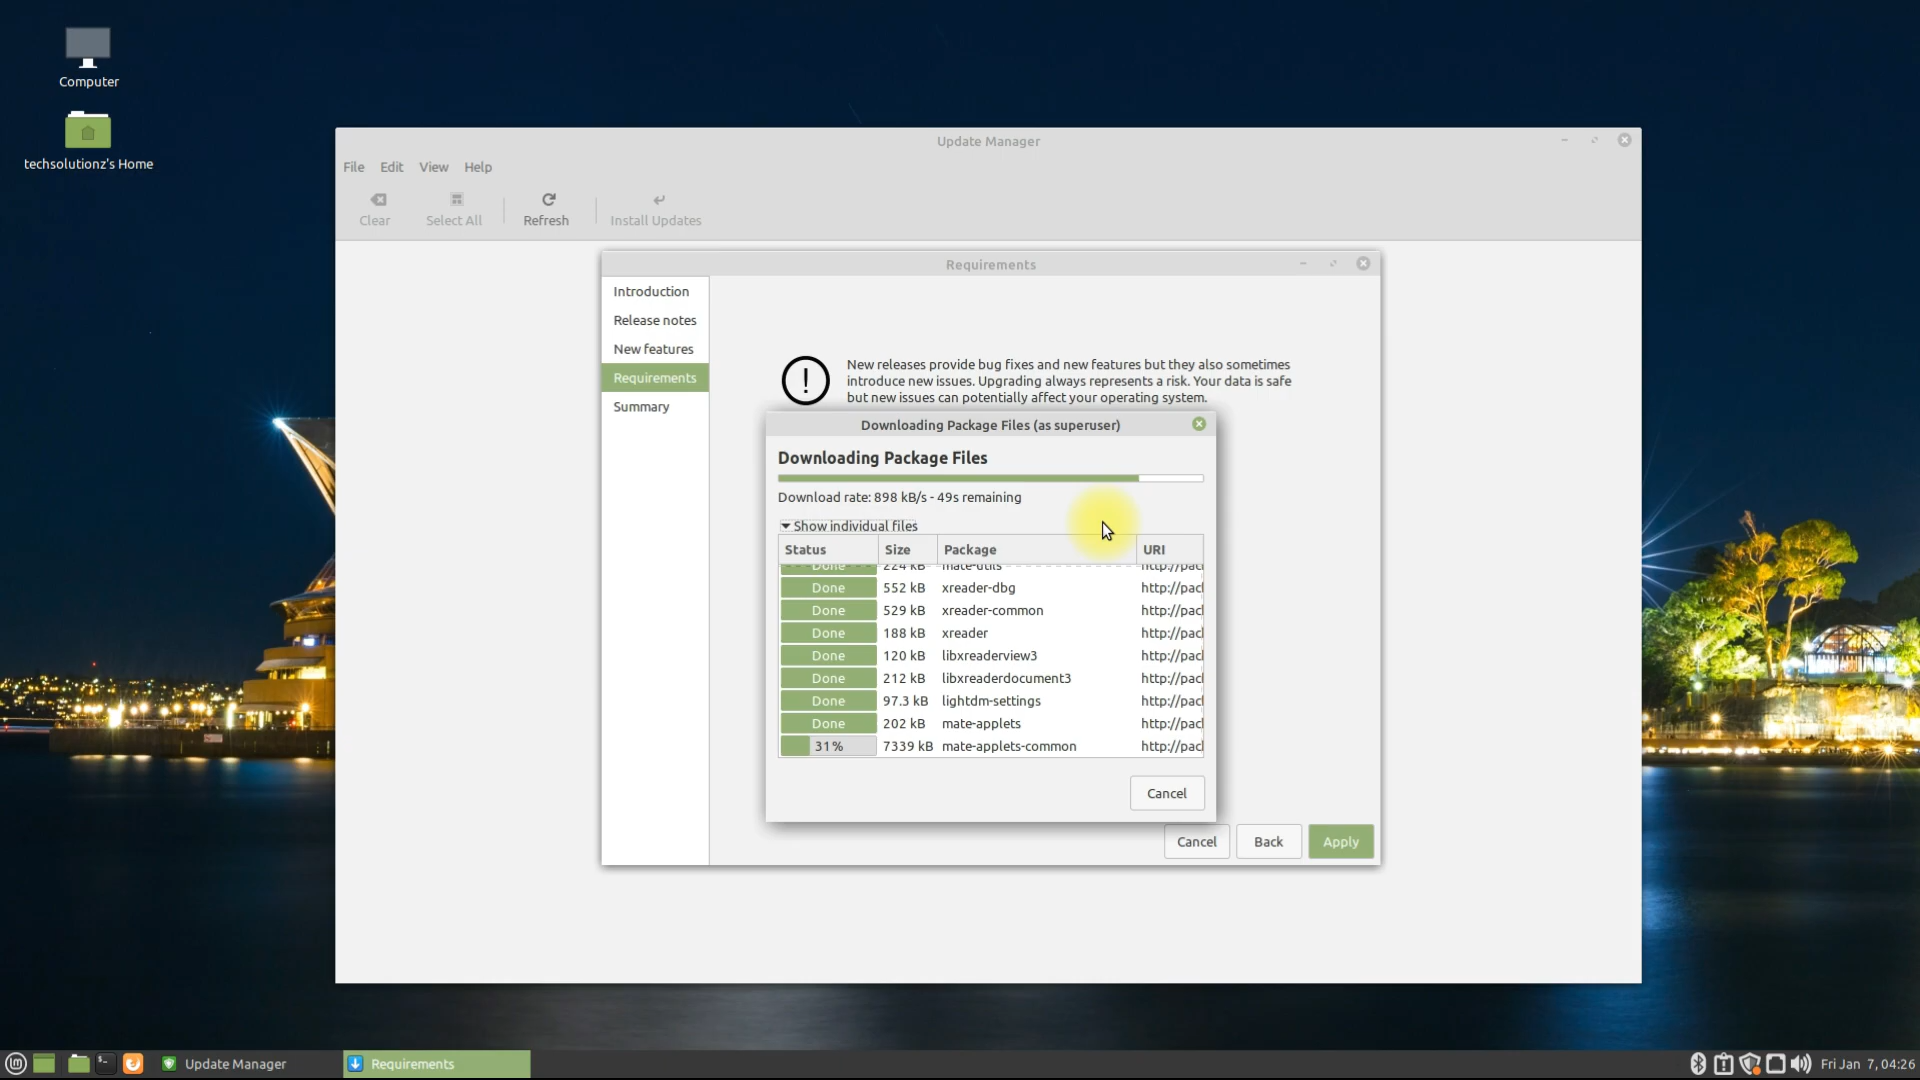 Computer
techsolutionz's Home
Update Manager
File Edit View Help
Clear Select All Refresh Install Updates
Requirements
Introduction
Release notes
New features
Requirements
Summary
New releases provide bug fixes and new features but they also sometimes
introduce new issues. Upgrading always represents a risk. Your data is safe
but new issues can potentially affect your operating system.
Downloading Package Files (as superuser)
Downloading Package Files
Download rate: 898 kB/s - 49s remaining
Show individual files
Status Size Package URI
Done 224 kB mate-utils http://pac
Done 552 kB xreader-dbg http://pac
Done 529 kB xreader-common http://pac
Done 188 kB xreader http://pac
Done 120 kB libxreaderview3 http://pac
Done 212 kB libxreaderdocument3 http://pac
Done 97.3 kB lightdm-settings http://pac
Done 202 kB mate-applets http://pac
31% 7339 kB mate-applets-common http://pac
Cancel
Cancel Back Apply
Update Manager Requirements Fri Jan 7, 04:26